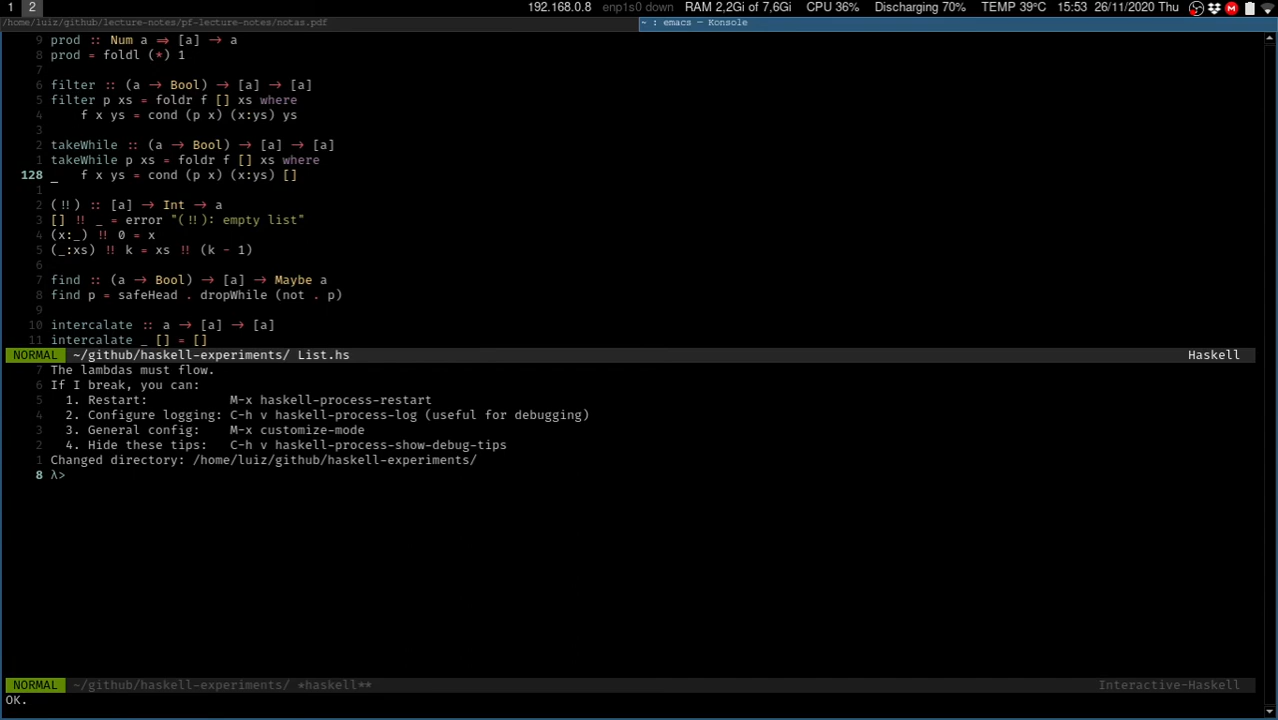 1 2 192.168.0.8 enp1s0 down RAM 2,2Gi of 7,6Gi CPU 36% Discharging 70% TEMP 39°C 15:53 26/11/2020 Thu
/home/luiz/github/lecture-notes/pf-lecture-notes/notas.pdf ~ : emacs — Konsole
9 prod :: Num a ⇒ [a] → a
8 prod = foldl (*) 1
7
6 filter :: (a → Bool) → [a] → [a]
5 filter p xs = foldr f [] xs where
4     f x ys = cond (p x) (x:ys) ys
3
2 takeWhile :: (a → Bool) → [a] → [a]
1 takeWhile p xs = foldr f [] xs where
128 _   f x ys = cond (p x) (x:ys) []
1
2 (!!) :: [a] → Int → a
3 [] !! _ = error "(!!): empty list"
4 (x:_) !! 0 = x
5 (_:xs) !! k = xs !! (k - 1)
6
7 find :: (a → Bool) → [a] → Maybe a
8 find p = safeHead . dropWhile (not . p)
9
10 intercalate :: a → [a] → [a]
11 intercalate _ [] = []
NORMAL ~/github/haskell-experiments/ List.hs Haskell
7 The lambdas must flow.
6 If I break, you can:
5   1. Restart:           M-x haskell-process-restart
4   2. Configure logging: C-h v haskell-process-log (useful for debugging)
3   3. General config:    M-x customize-mode
2   4. Hide these tips:   C-h v haskell-process-show-debug-tips
1 Changed directory: /home/luiz/github/haskell-experiments/
8 λ>
NORMAL ~/github/haskell-experiments/ *haskell** Interactive-Haskell
OK.